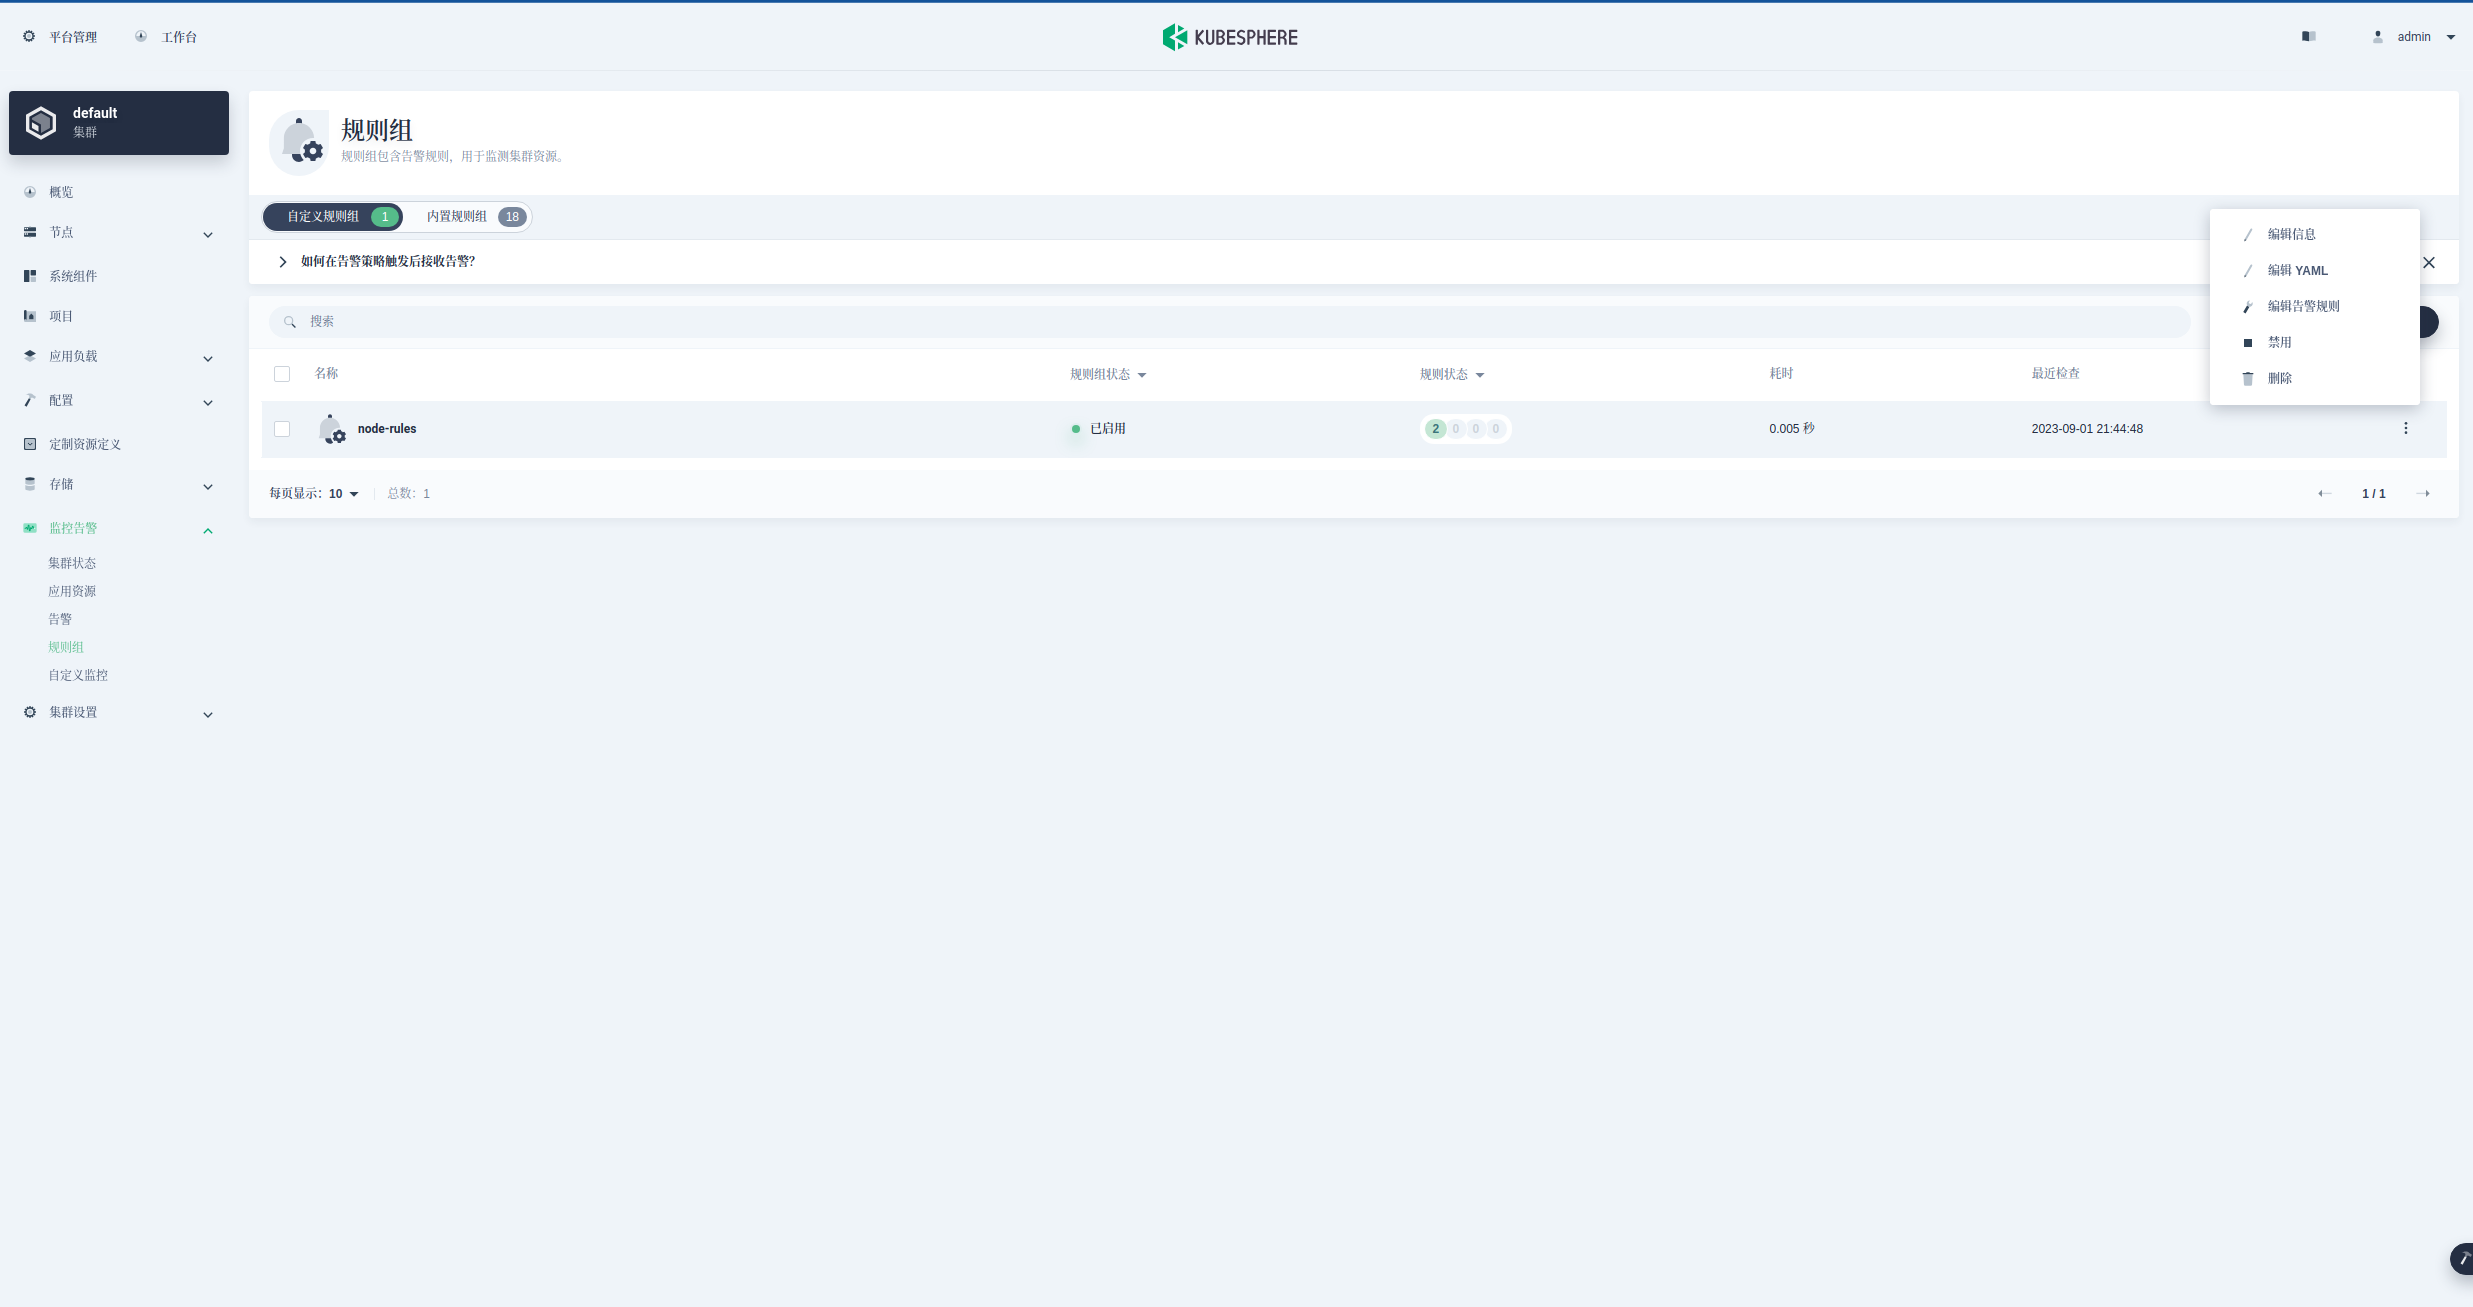 平台管理
工作台
KUBESPHERE
admin
default
集群
概览
节点
系统组件
项目
应用负载
配置
定制资源定义
存储
监控告警
集群状态
应用资源
告警
规则组
自定义监控
集群设置
规则组
规则组包含告警规则，用于监测集群资源。
自定义规则组 1
内置规则组 18
如何在告警策略触发后接收告警？
搜索
名称 规则组状态 规则状态 耗时 最近检查
node-rules 已启用 2 0 0 0 0.005 秒 2023-09-01 21:44:48
每页显示：10 总数：1
1 / 1
编辑信息
编辑 YAML
编辑告警规则
禁用
删除